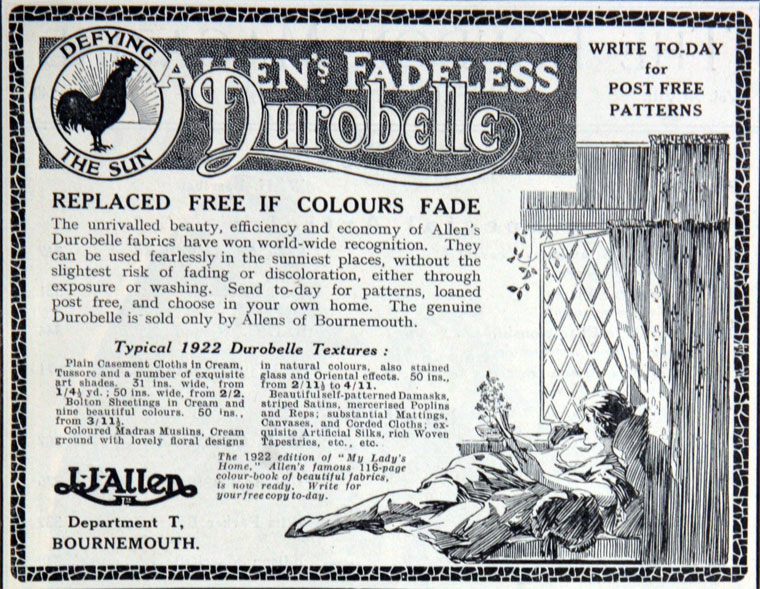 DEFYING
THE SUN
ALLEN'S FADELESS
Durobelle
WRITE TO-DAY
for
POST FREE
PATTERNS
REPLACED FREE IF COLOURS FADE
The unrivalled beauty, efficiency and economy of Allen's
Durobelle fabrics have won world-wide recognition. They
can be used fearlessly in the sunniest places, without the
slightest risk of fading or discoloration, either through
exposure or washing. Send to-day for patterns, loaned
post free, and choose in your own home. The genuine
Durobelle is sold only by Allens of Bournemouth.
Typical 1922 Durobelle Textures :
Plain Casement Cloths in Cream,
Tussore and a number of exquisite
art shades. 31 ins. wide, from
1/4½ yd. ; 50 ins. wide, from 2/2.
Bolton Sheetings in Cream and
nine beautiful colours. 50 ins.,
from 3/11½.
Coloured Madras Muslins, Cream
ground with lovely floral designs
in natural colours, also stained
glass and Oriental effects. 50 ins.,
from 2/11½ to 4/11.
Beautiful self-patterned Damasks,
striped Satins, mercerised Poplins
and Reps; substantial Mattings,
Canvases, and Corded Cloths; ex-
quisite Artificial Silks, rich Woven
Tapestries, etc., etc.
The 1922 edition of "My Lady's
Home," Allen's famous 116-page
colour-book of beautiful fabrics,
is now ready. Write for
your free copy to-day.
J.J. Allen
LTD
Department T,
BOURNEMOUTH.